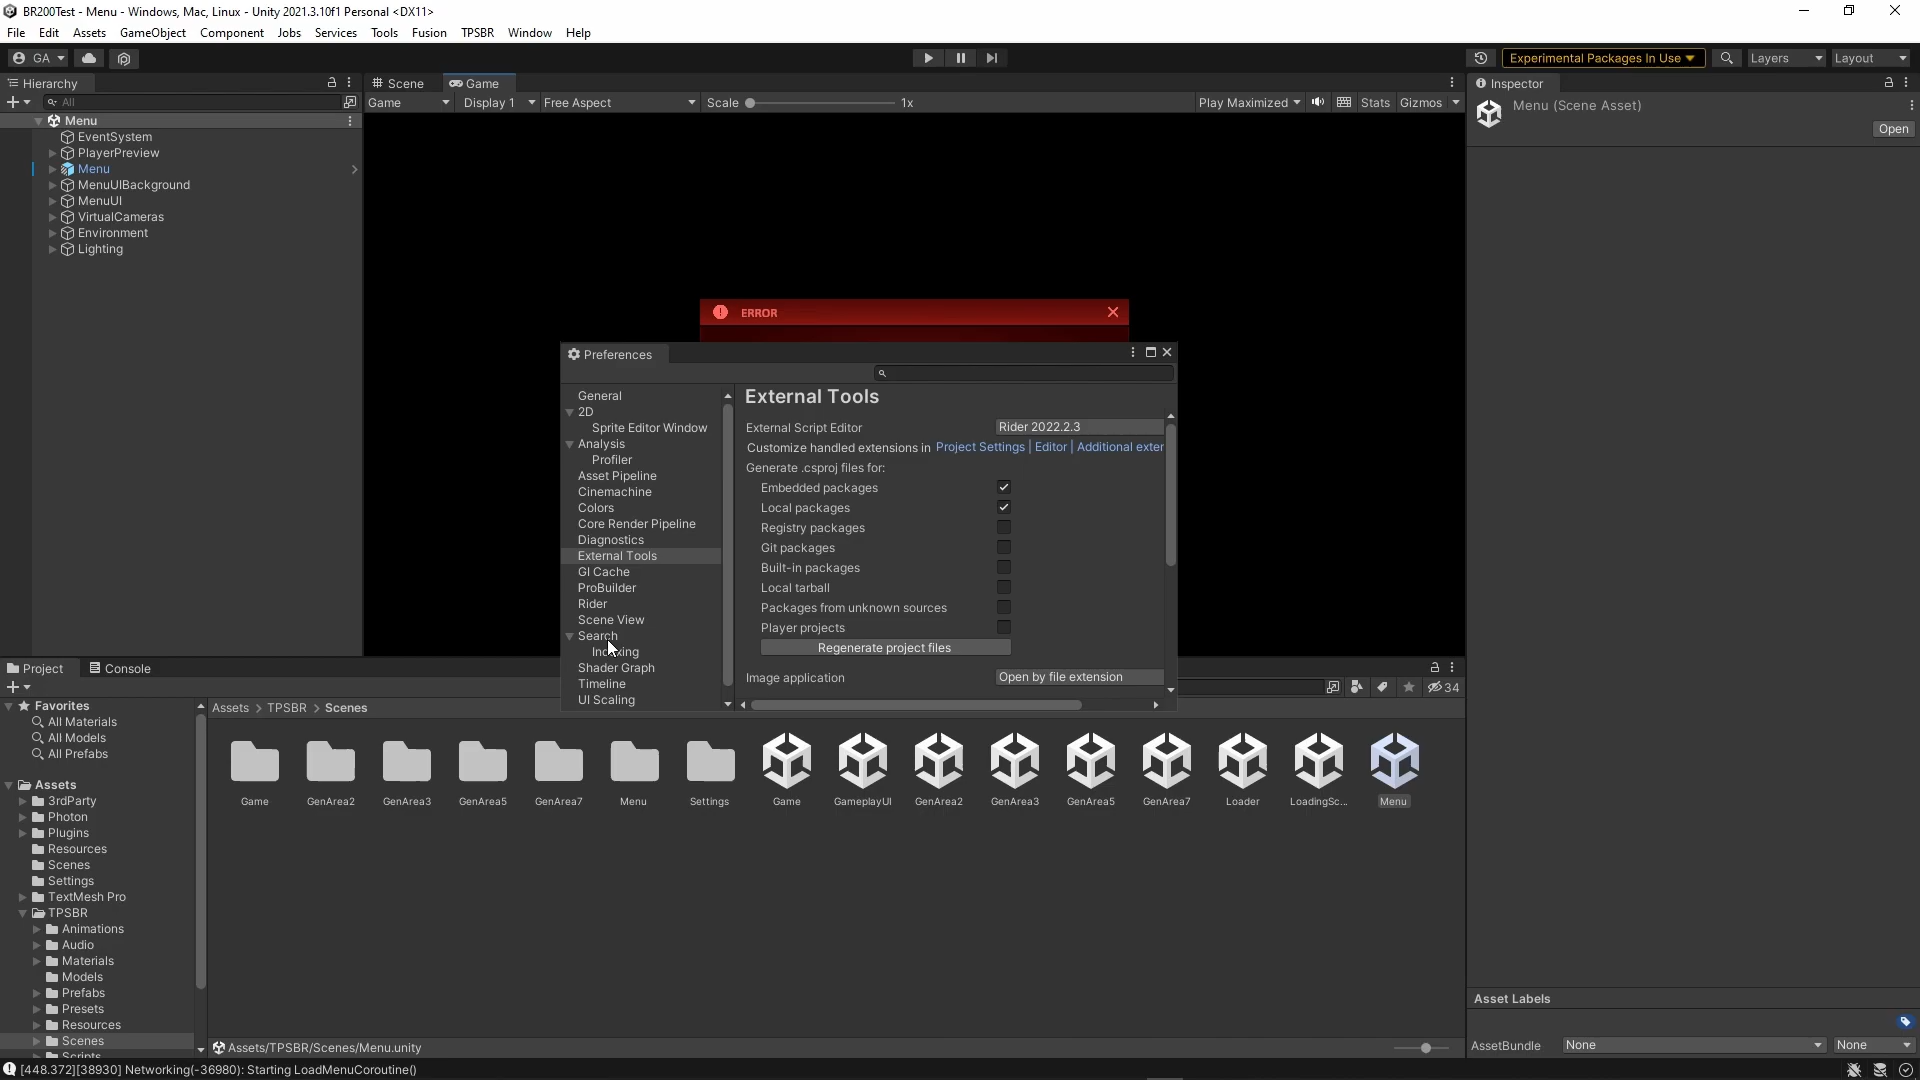 BR200Test - Menu - Windows, Mac, Linux - Unity 2021.3.10f1 Personal <DX11>
File Edit Assets GameObject Component Jobs Services Tools Fusion TPSBR Window Help
GA
Experimental Packages In Use
Layers
Layout
Hierarchy
All
Menu
EventSystem
PlayerPreview
Menu
MenuUIBackground
MenuUI
VirtualCameras
Environment
Lighting
Scene
Game
Game
Display 1
Free Aspect
Scale
1x
Play Maximized
Stats
Gizmos
ERROR
Preferences
General
2D
Sprite Editor Window
Analysis
Profiler
Asset Pipeline
Cinemachine
Colors
Core Render Pipeline
Diagnostics
External Tools
GI Cache
ProBuilder
Rider
Scene View
Search
Indexing
Shader Graph
Timeline
UI Scaling
External Tools
External Script Editor Rider 2022.2.3
Customize handled extensions in Project Settings | Editor | Additional exter
Generate .csproj files for:
Embedded packages
Local packages
Registry packages
Git packages
Built-in packages
Local tarball
Packages from unknown sources
Player projects
Regenerate project files
Image application Open by file extension
Inspector
Menu (Scene Asset)
Open
Project
Console
34
Favorites
All Materials
All Models
All Prefabs
Assets
3rdParty
Photon
Plugins
Resources
Scenes
Settings
TextMesh Pro
TPSBR
Animations
Audio
Materials
Models
Prefabs
Presets
Resources
Scenes
Scripts
Assets > TPSBR > Scenes
Game GenArea2 GenArea3 GenArea5 GenArea7 Menu Settings Game GameplayUI GenArea2 GenArea3 GenArea5 GenArea7 Loader LoadingSc... Menu
Assets/TPSBR/Scenes/Menu.unity
Asset Labels
AssetBundle None None
[448.372][38930] Networking(-36980): Starting LoadMenuCoroutine()